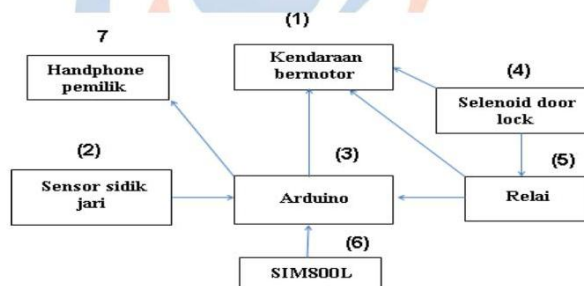 (1)
7
Handphone
pemilik
Kendaraan
bermotor
(4)
Selenoid door
lock
(2)
(3)
(5)
Sensor sidik
jari
Arduino
Relai
(6)
SIM800L